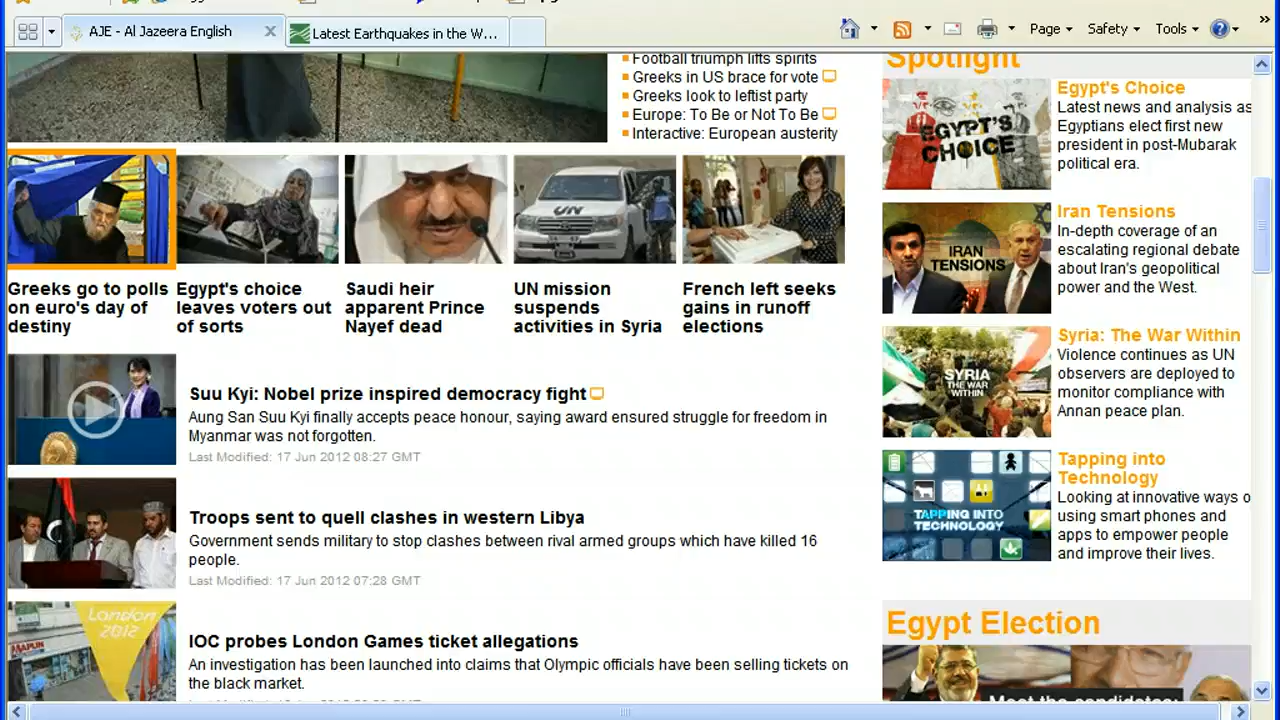 AJE - Al Jazeera English
Latest Earthquakes in the W...
Page
Safety
Tools
Football triumph lifts spirits
Greeks in US brace for vote
Greeks look to leftist party
Europe: To Be or Not To Be
Interactive: European austerity
UN
Greeks go to polls
on euro's day of
destiny
Egypt's choice
leaves voters out
of sorts
Saudi heir
apparent Prince
Nayef dead
UN mission
suspends
activities in Syria
French left seeks
gains in runoff
elections
Suu Kyi: Nobel prize inspired democracy fight
Aung San Suu Kyi finally accepts peace honour, saying award ensured struggle for freedom in
Myanmar was not forgotten.
Last Modified: 17 Jun 2012 08:27 GMT
Troops sent to quell clashes in western Libya
Government sends military to stop clashes between rival armed groups which have killed 16
people.
Last Modified: 17 Jun 2012 07:28 GMT
London
2012
MAPLIN
IOC probes London Games ticket allegations
An investigation has been launched into claims that Olympic officials have been selling tickets on
the black market.
Spotlight
EGYPT'S
CHOICE
Egypt's Choice
Latest news and analysis as
Egyptians elect first new
president in post-Mubarak
political era.
IRAN
TENSIONS
Iran Tensions
In-depth coverage of an
escalating regional debate
about Iran's geopolitical
power and the West.
SYRIA
THE WAR
WITHIN
Syria: The War Within
Violence continues as UN
observers are deployed to
monitor compliance with
Annan peace plan.
TAPPING INTO
TECHNOLOGY
Tapping into
Technology
Looking at innovative ways o
using smart phones and
apps to empower people
and improve their lives.
Egypt Election
Meet the candidates: